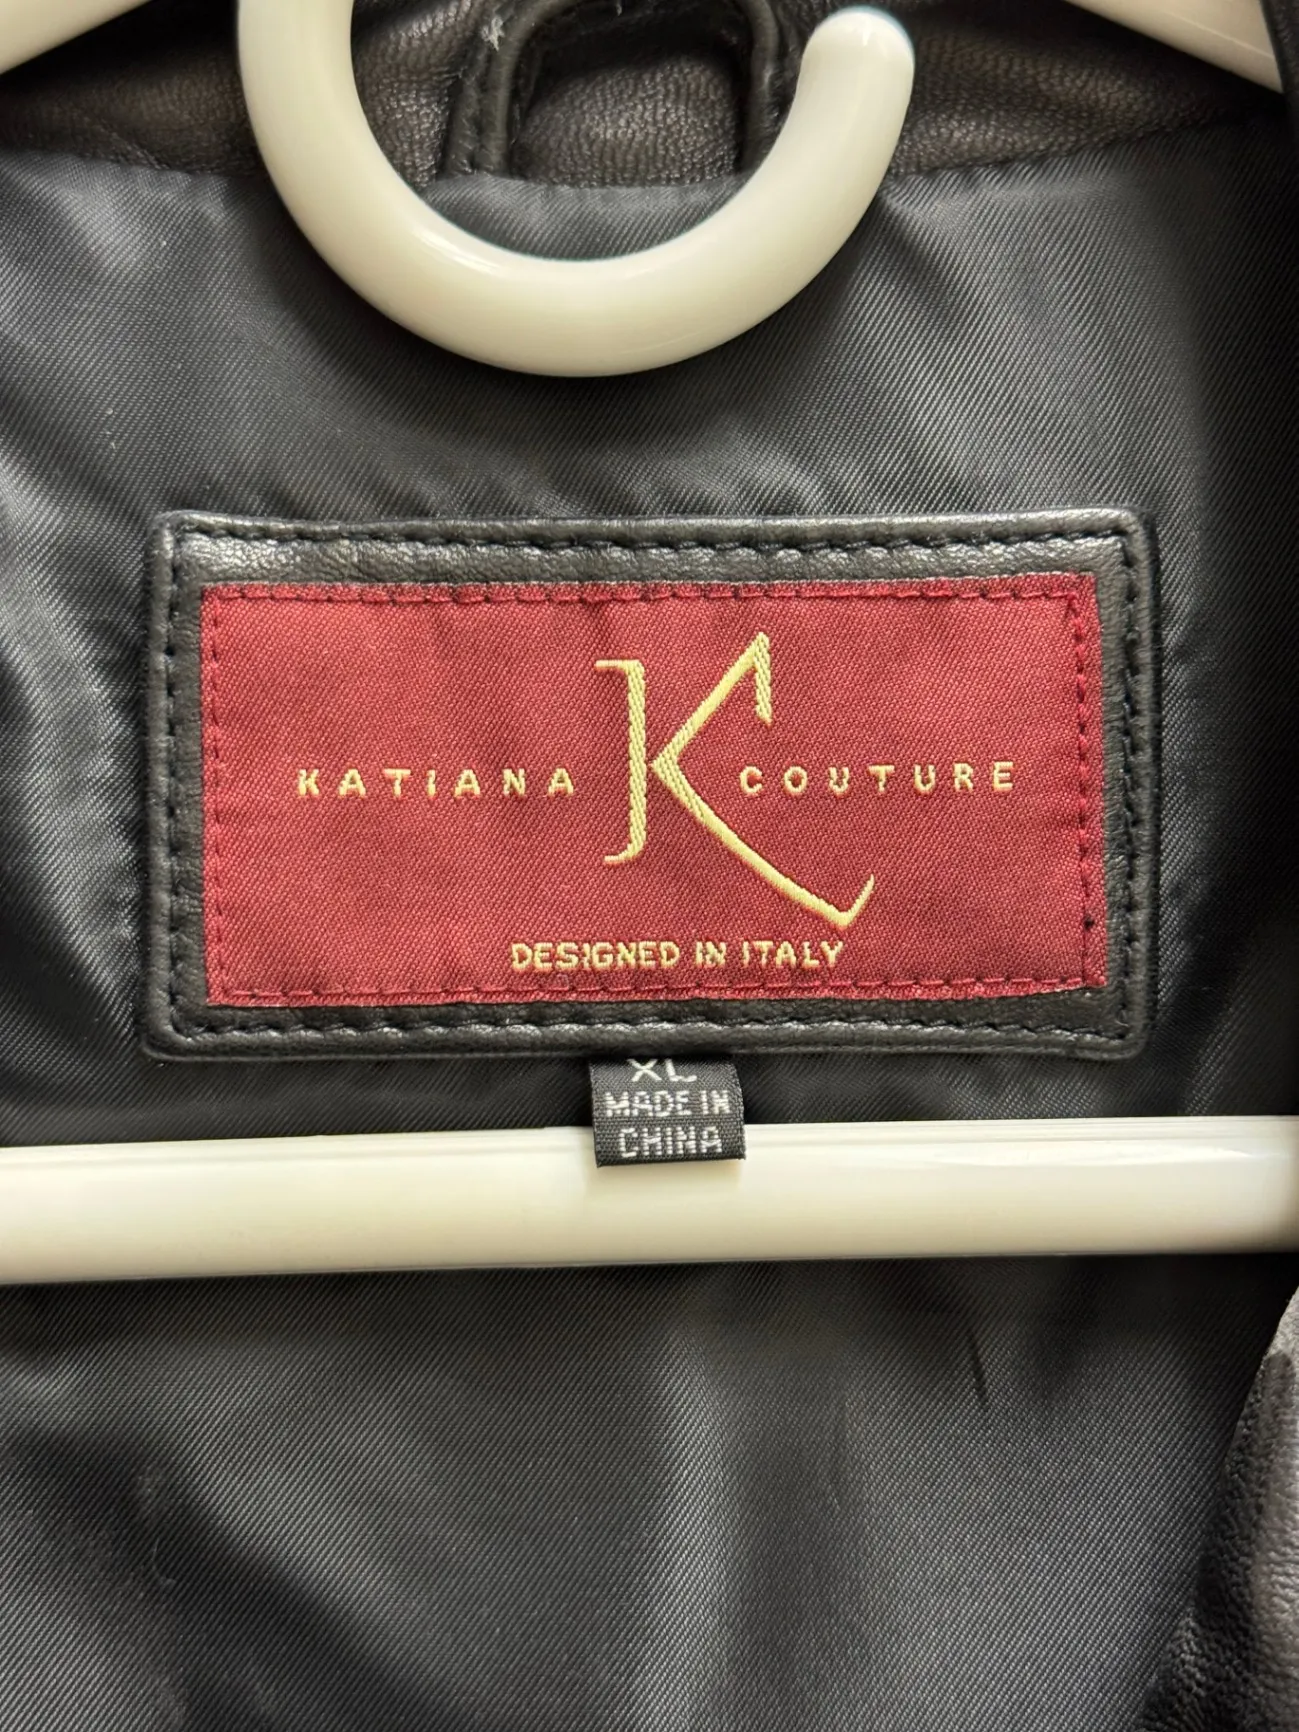 KATIANA K COUTURE
DESIGNED IN ITALY
XL
MADE IN
CHINA